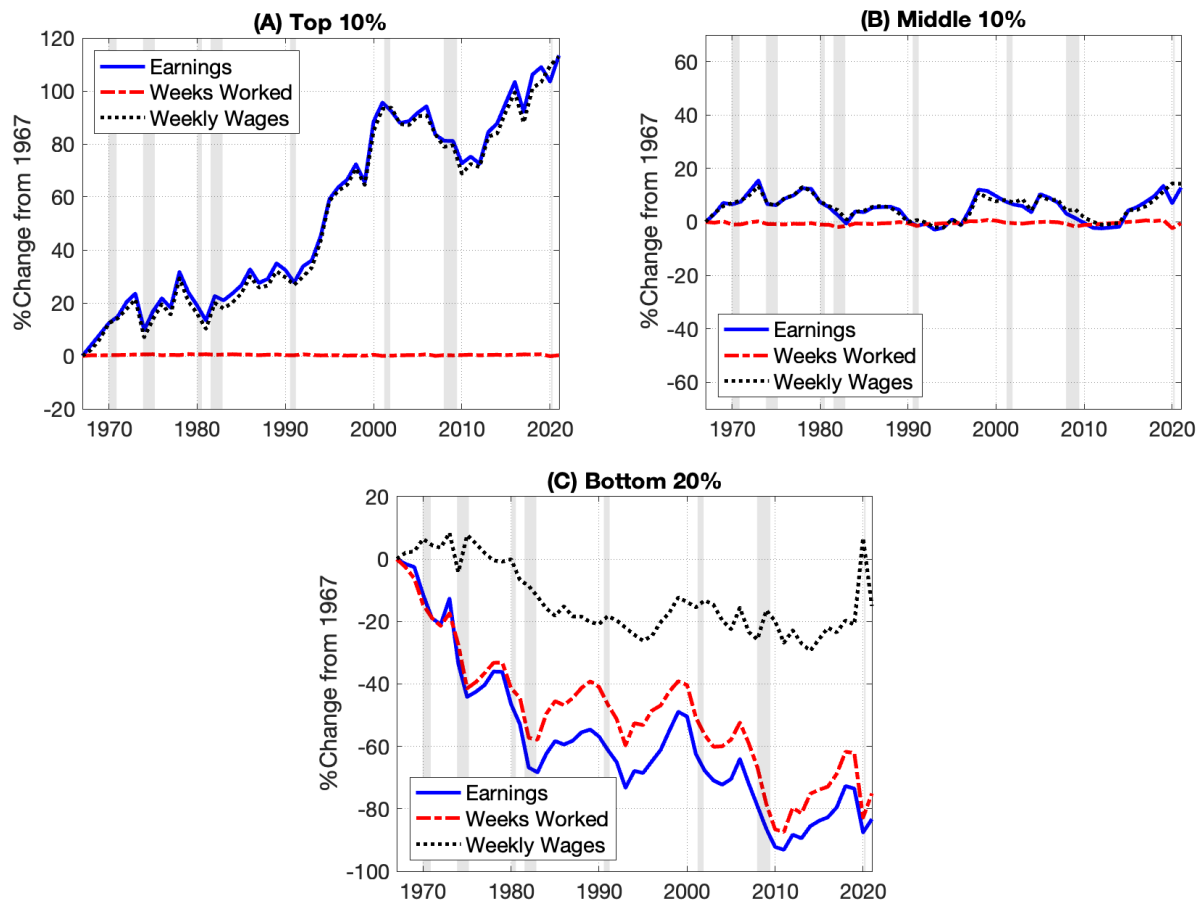 (A) Top 10%
120
100
80
60
40
20
0
-20
%Change from 1967
Earnings
Weeks Worked
Weekly Wages
1970 1980 1990 2000 2010 2020
(B) Middle 10%
60
40
20
0
-20
-40
-60
%Change from 1967
Earnings
Weeks Worked
Weekly Wages
1970 1980 1990 2000 2010 2020
(C) Bottom 20%
20
0
-20
-40
-60
-80
-100
%Change from 1967
Earnings
Weeks Worked
Weekly Wages
1970 1980 1990 2000 2010 2020